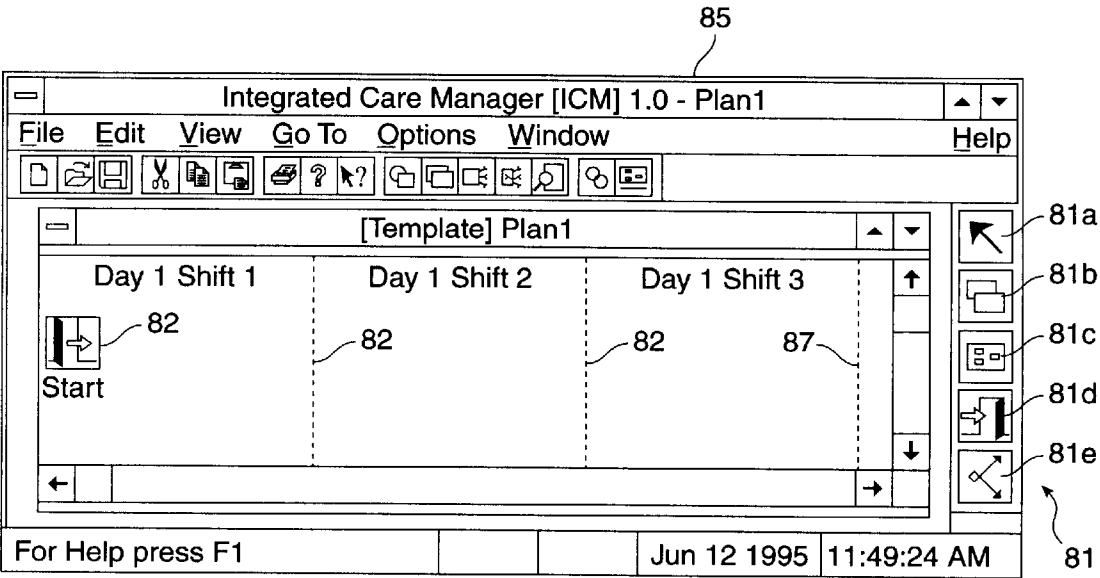 85
Integrated Care Manager [ICM] 1.0 - Plan1
File Edit View Go To Options Window Help
? ?
[Template] Plan1
81a
Day 1 Shift 1 Day 1 Shift 2 Day 1 Shift 3
81b
82 82 82 87
81c
Start
81d
81e
For Help press F1 Jun 12 1995 11:49:24 AM
81